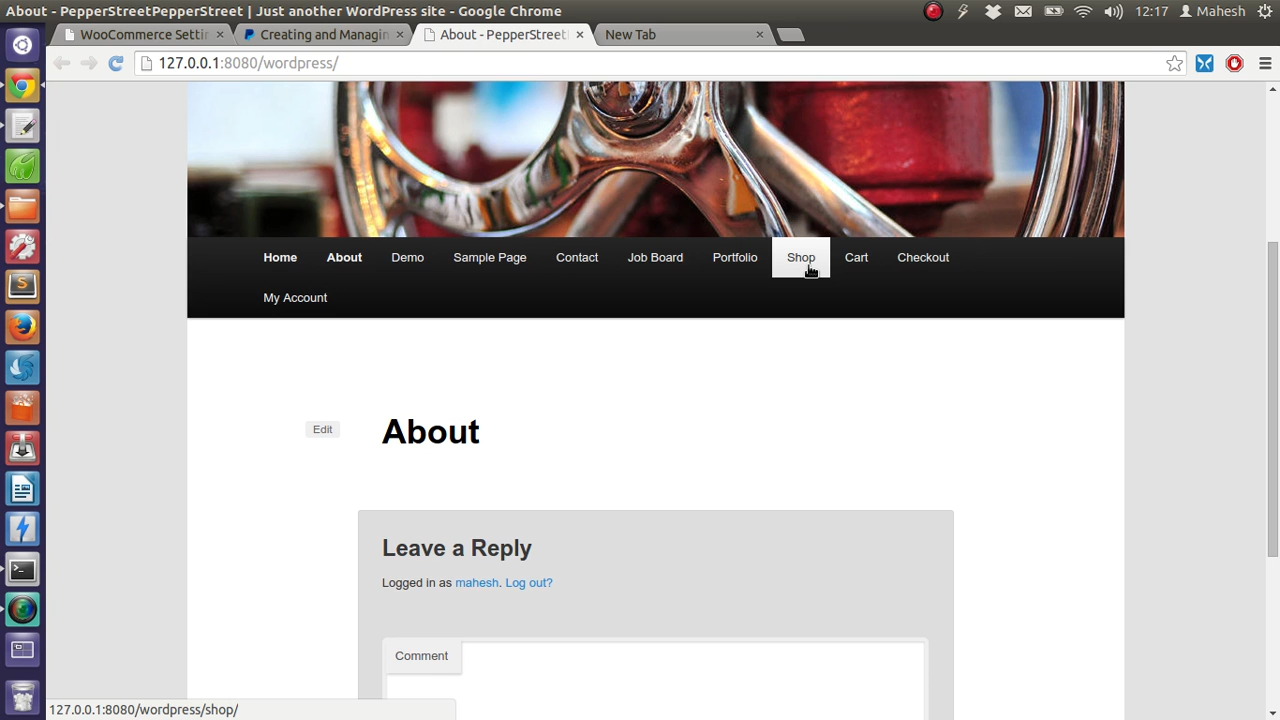 About - PepperStreetPepperStreet | Just another WordPress site - Google Chrome
12:17
Mahesh
WooCommerce Setti
Creating and Managin
About - PepperStreet
New Tab
127.0.0.1:8080/wordpress/
Home
About
Demo
Sample Page
Contact
Job Board
Portfolio
Shop
Cart
Checkout
My Account
Edit
About
Leave a Reply
Logged in as mahesh. Log out?
Comment
127.0.0.1:8080/wordpress/shop/